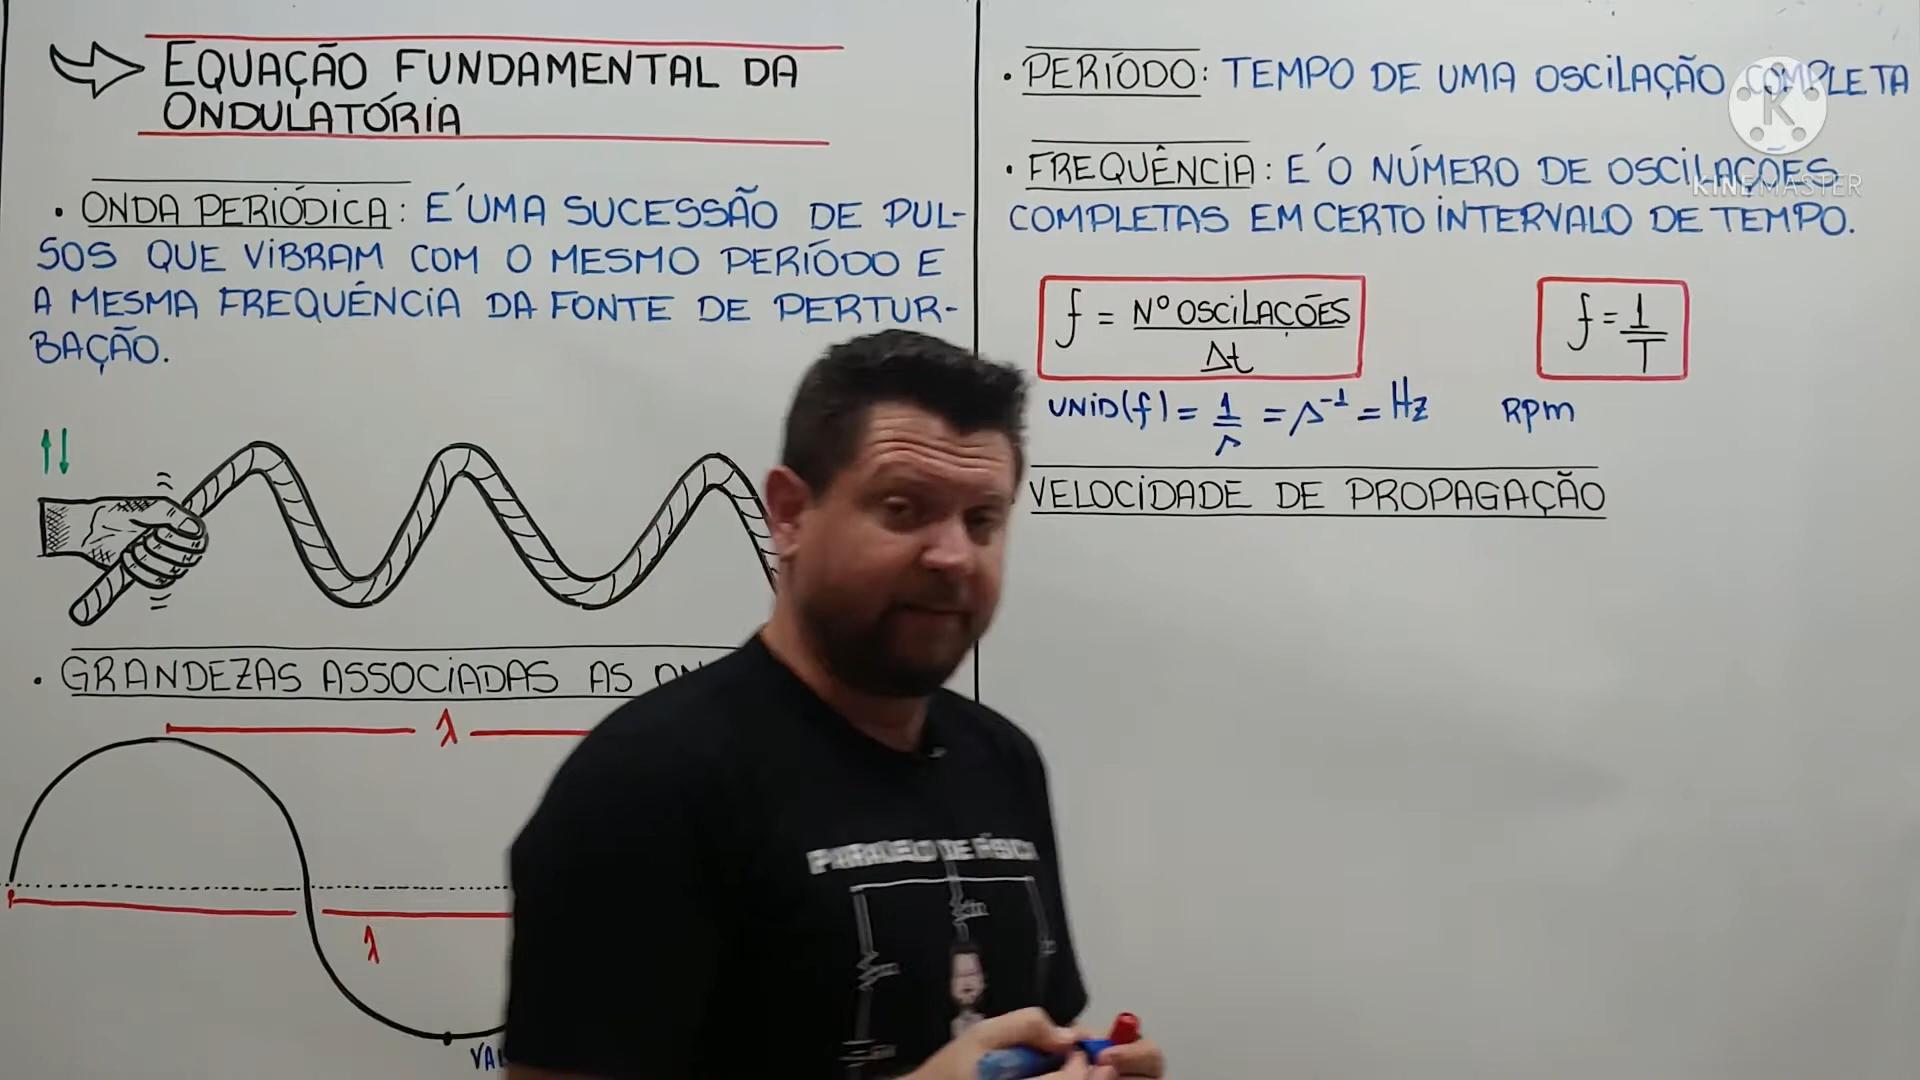 EQUAÇÃO FUNDAMENTAL DA
ONDULATÓRIA
• ONDA PERIÓDICA: É UMA SUCESSÃO DE PUL-
SOS QUE VIBRAM COM O MESMO PERÍODO E
A MESMA FREQUÊNCIA DA FONTE DE PERTUR-
BAÇÃO.
• GRANDEZAS ASSOCIADAS AS
λ
λ
• PERÍODO: TEMPO DE UMA OSCILAÇÃO COMPLETA
• FREQUÊNCIA: É O NÚMERO DE OSCILAÇÕES
COMPLETAS EM CERTO INTERVALO DE TEMPO.
f = Nº OSCILAÇÕES / Δt
f = 1/T
UNID(f) = 1/s = s⁻¹ = Hz
RPM
VELOCIDADE DE PROPAGAÇÃO
K
KINEMASTER
DE FÍSICA